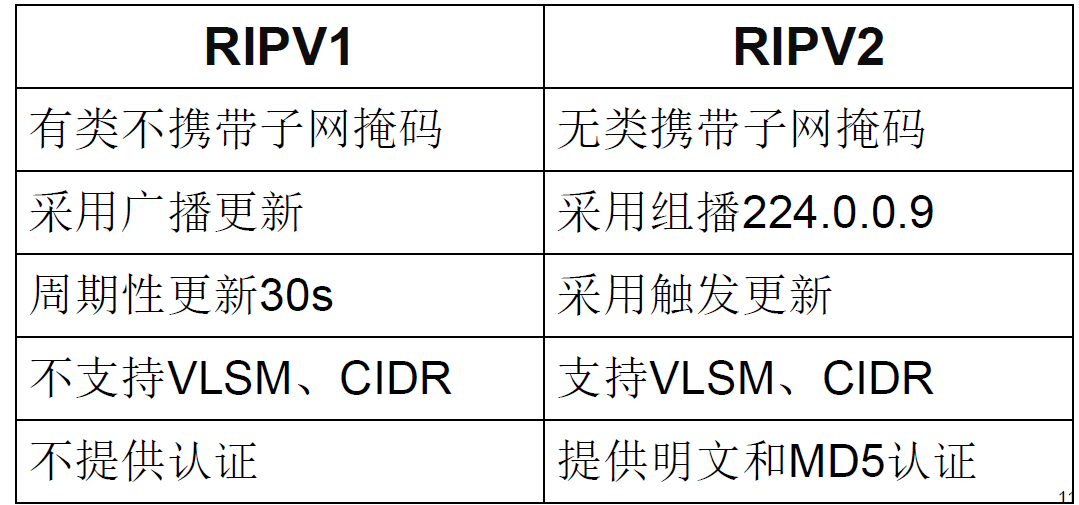 RIPV1 RIPV2
有类不携带子网掩码 无类携带子网掩码
采用广播更新 采用组播224.0.0.9
周期性更新30s 采用触发更新
不支持VLSM、CIDR 支持VLSM、CIDR
不提供认证 提供明文和MD5认证
11